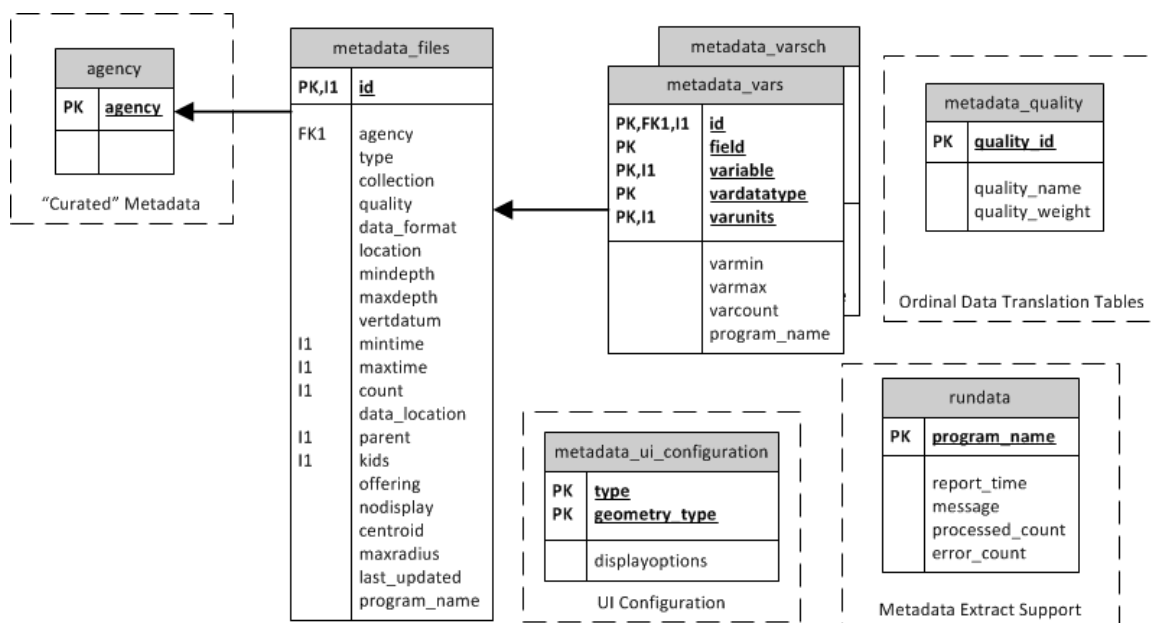 agency
PK agency
“Curated” Metadata
metadata_files
PK,I1 id
FK1 agency
type
collection
quality
data_format
location
mindepth
maxdepth
vertdatum
I1 mintime
I1 maxtime
I1 count
data_location
I1 parent
I1 kids
offering
nodisplay
centroid
maxradius
last_updated
program_name
metadata_varsch
metadata_vars
PK,FK1,I1 id
PK field
PK,I1 variable
PK vardatatype
PK,I1 varunits
varmin
varmax
varcount
program_name
metadata_quality
PK quality_id
quality_name
quality_weight
Ordinal Data Translation Tables
metadata_ui_configuration
PK type
PK geometry_type
displayoptions
UI Configuration
rundata
PK program_name
report_time
message
processed_count
error_count
Metadata Extract Support